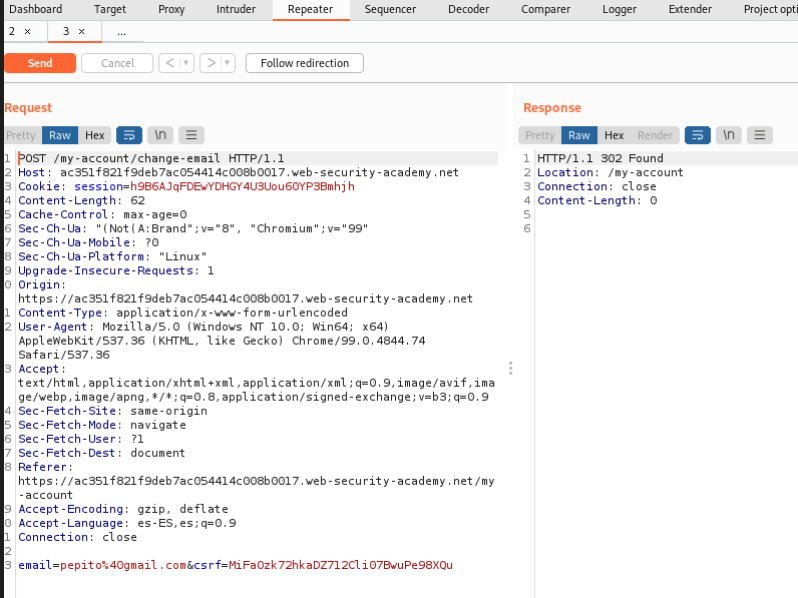 Dashboard Target Proxy Intruder Repeater Sequencer Decoder Comparer Logger Extender Project opti
2 × 3 × ...
Send Cancel < > Follow redirection
Request
Pretty Raw Hex \n
1 POST /my-account/change-email HTTP/1.1
2 Host: ac351f821f9deb7ac054414c008b0017.web-security-academy.net
3 Cookie: session=h9B6AJqFDEwYDHGY4U3Uou60YP3Bmhjh
4 Content-Length: 62
5 Cache-Control: max-age=0
6 Sec-Ch-Ua: "(Not(A:Brand";v="8", "Chromium";v="99"
7 Sec-Ch-Ua-Mobile: ?0
8 Sec-Ch-Ua-Platform: "Linux"
9 Upgrade-Insecure-Requests: 1
0 Origin:
https://ac351f821f9deb7ac054414c008b0017.web-security-academy.net
1 Content-Type: application/x-www-form-urlencoded
2 User-Agent: Mozilla/5.0 (Windows NT 10.0; Win64; x64)
AppleWebKit/537.36 (KHTML, like Gecko) Chrome/99.0.4844.74
Safari/537.36
3 Accept:
text/html,application/xhtml+xml,application/xml;q=0.9,image/avif,ima
ge/webp,image/apng,*/*;q=0.8,application/signed-exchange;v=b3;q=0.9
4 Sec-Fetch-Site: same-origin
5 Sec-Fetch-Mode: navigate
6 Sec-Fetch-User: ?1
7 Sec-Fetch-Dest: document
8 Referer:
https://ac351f821f9deb7ac054414c008b0017.web-security-academy.net/my
-account
9 Accept-Encoding: gzip, deflate
0 Accept-Language: es-ES,es;q=0.9
1 Connection: close
2
3 email=pepito%40gmail.com&csrf=MiFaOzk72hkaDZ712Cli07BwuPe98XQu
Response
Pretty Raw Hex Render \n
1 HTTP/1.1 302 Found
2 Location: /my-account
3 Connection: close
4 Content-Length: 0
5
6